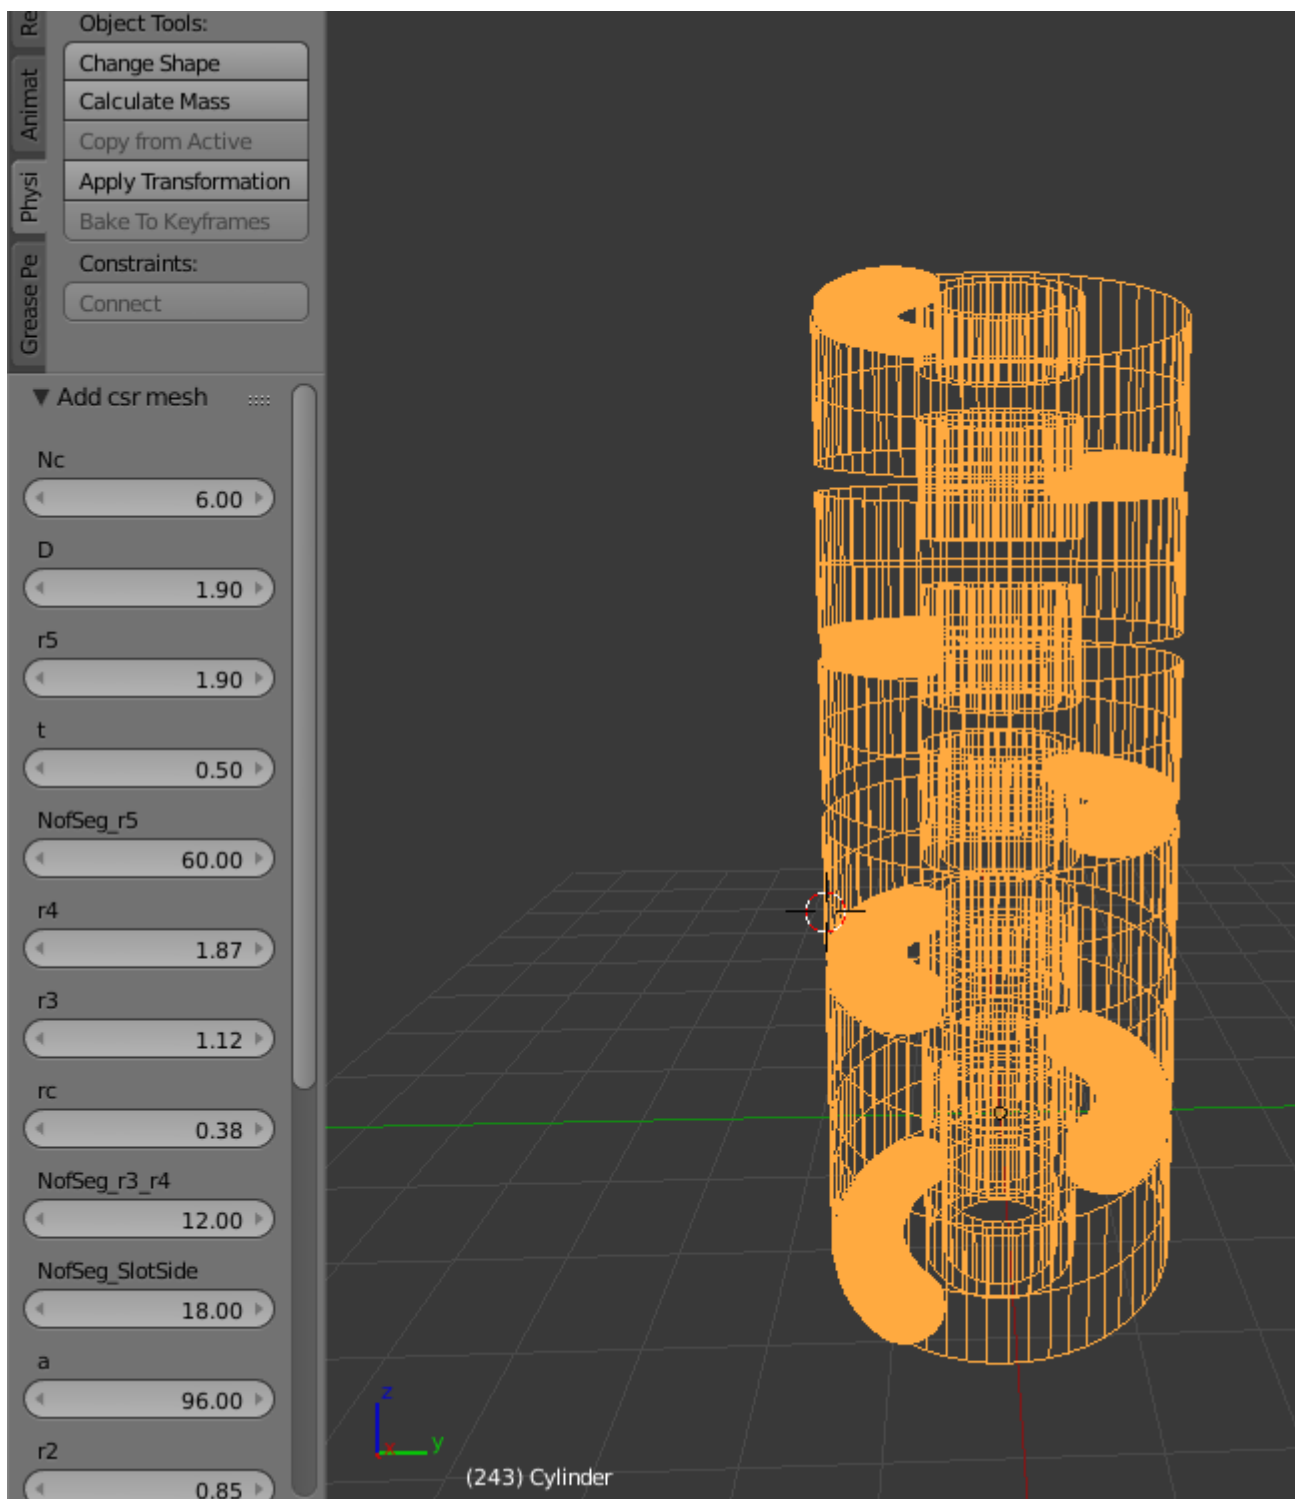 Re
Object Tools:
Change Shape
Animat
Calculate Mass
Copy from Active
Physi
Apply Transformation
Bake To Keyframes
Grease Pe
Constraints:
Connect
Add csr mesh
Nc
6.00
D
1.90
r5
1.90
t
0.50
NofSeg_r5
60.00
r4
1.87
r3
1.12
rc
0.38
NofSeg_r3_r4
12.00
NofSeg_SlotSide
18.00
a
96.00
r2
0.85
z
x y
(243) Cylinder